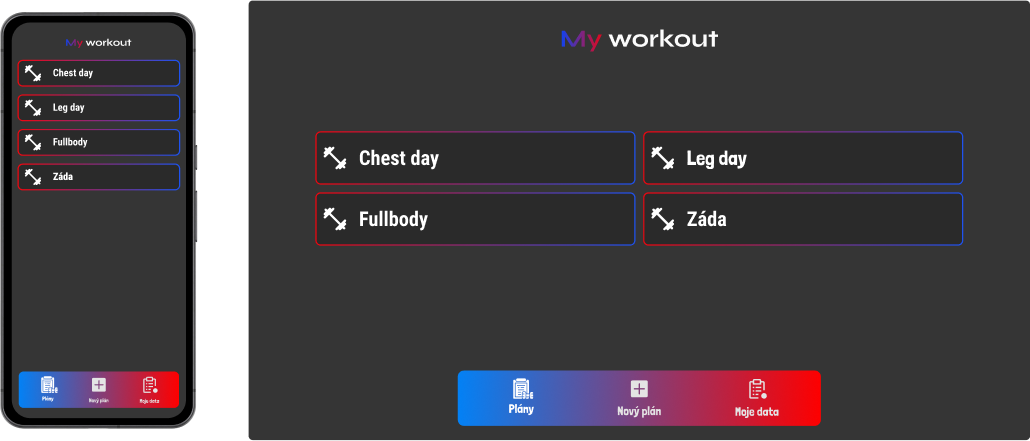 My workout
Chest day
Leg day
Fullbody
Záda
Plány
Nový plán
Moje data
My workout
Chest day
Leg day
Fullbody
Záda
Plány
Nový plán
Moje data